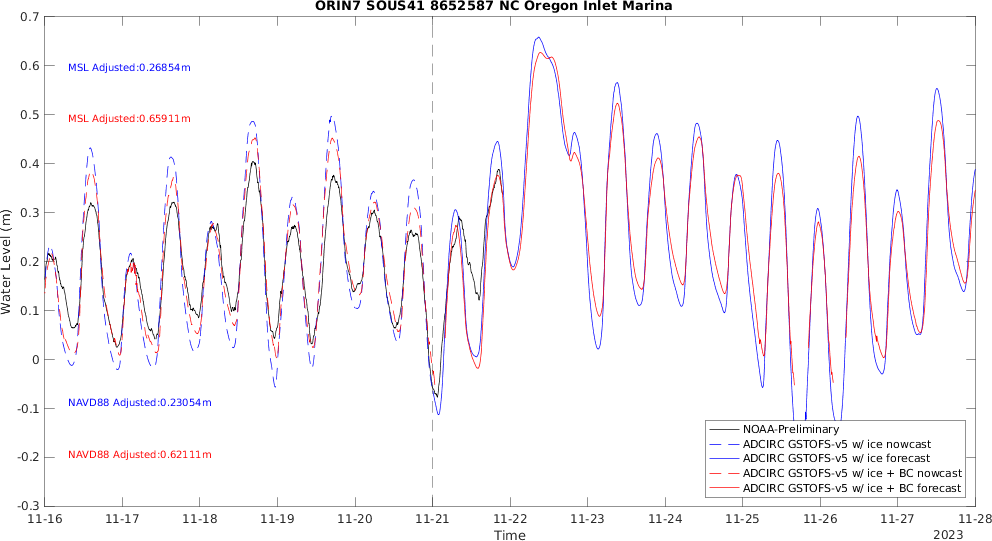 ORIN7 SOUS41 8652587 NC Oregon Inlet Marina
0.7
0.6
0.5
0.4
0.3
0.2
0.1
0
-0.1
-0.2
-0.3
Water Level (m)
MSL Adjusted:0.26854m
MSL Adjusted:0.65911m
NAVD88 Adjusted:0.23054m
NAVD88 Adjusted:0.62111m
NOAA-Preliminary
ADCIRC GSTOFS-v5 w/ ice nowcast
ADCIRC GSTOFS-v5 w/ ice forecast
ADCIRC GSTOFS-v5 w/ ice + BC nowcast
ADCIRC GSTOFS-v5 w/ ice + BC forecast
11-16 11-17 11-18 11-19 11-20 11-21 11-22 11-23 11-24 11-25 11-26 11-27 11-28
Time
2023